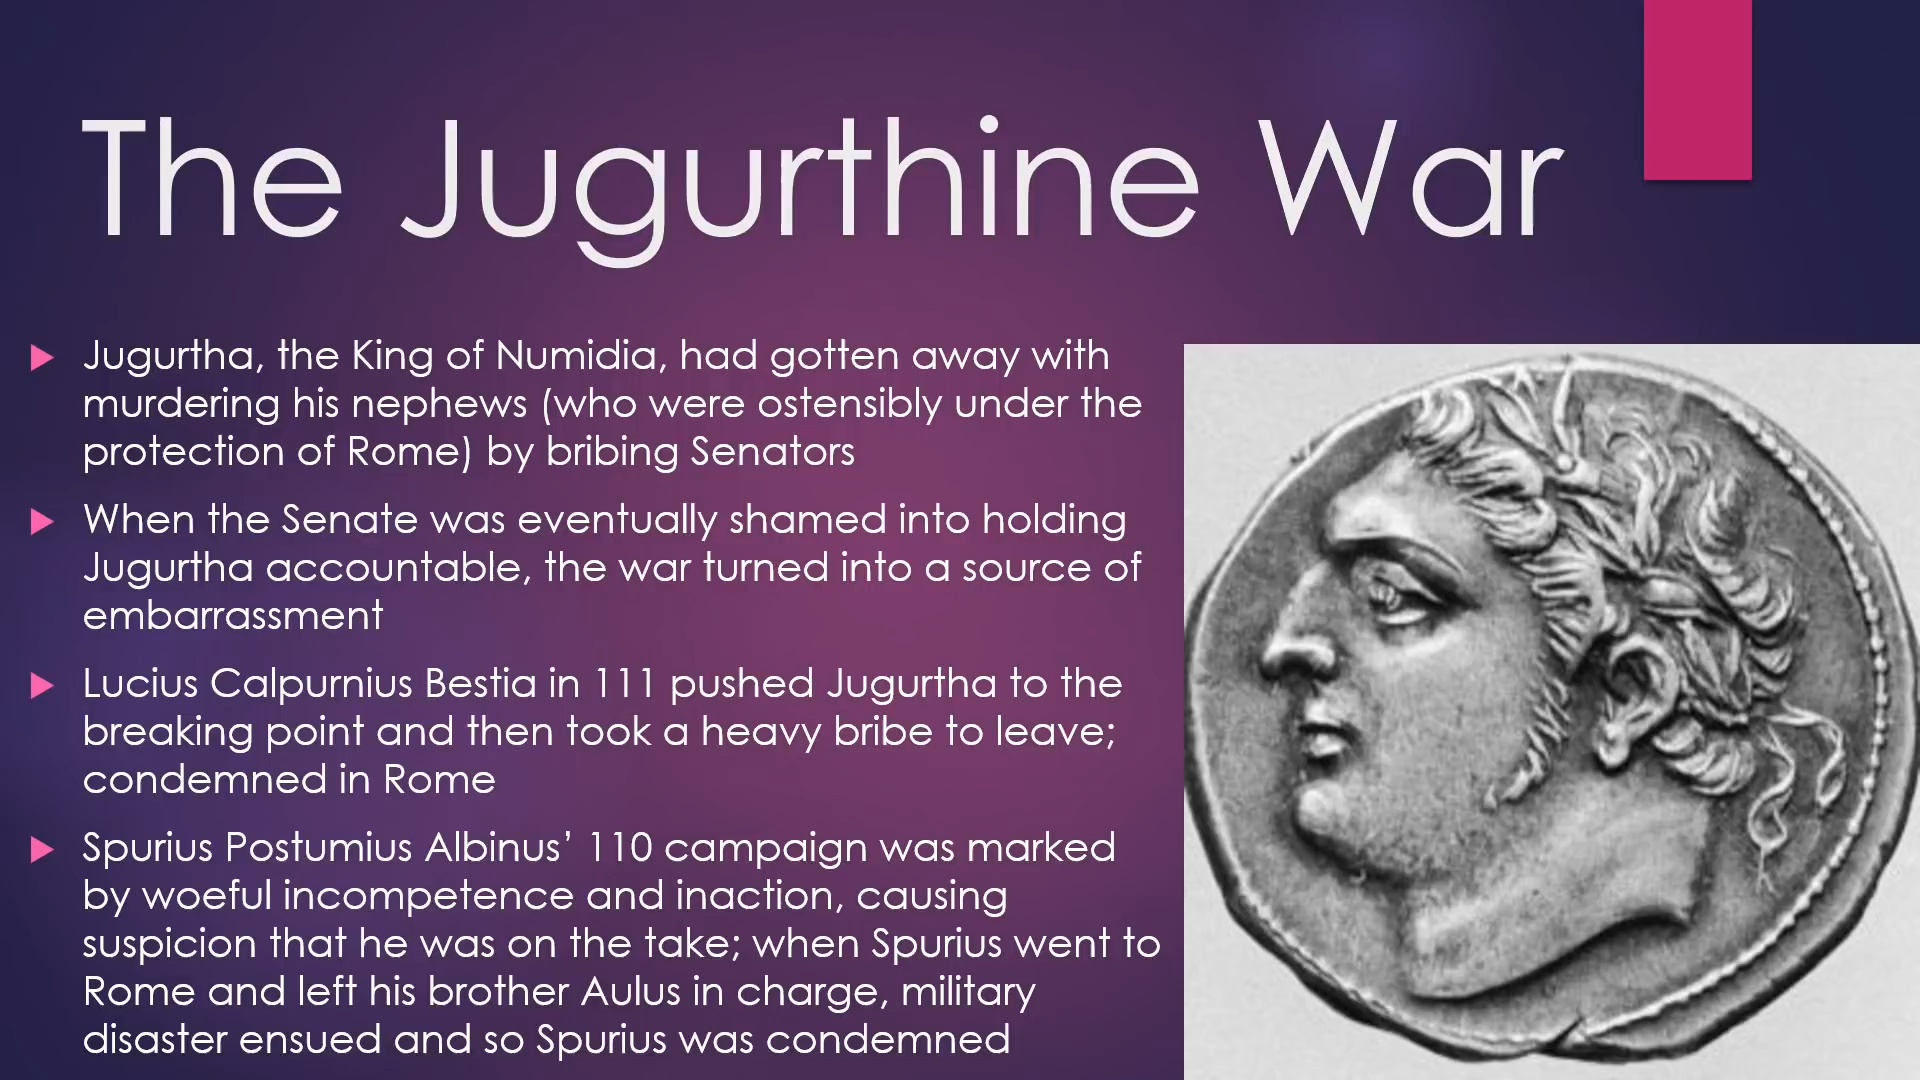 The Jugurthine War
Jugurtha, the King of Numidia, had gotten away with
murdering his nephews (who were ostensibly under the
protection of Rome) by bribing Senators
When the Senate was eventually shamed into holding
Jugurtha accountable, the war turned into a source of
embarrassment
Lucius Calpurnius Bestia in 111 pushed Jugurtha to the
breaking point and then took a heavy bribe to leave;
condemned in Rome
Spurius Postumius Albinus’ 110 campaign was marked
by woeful incompetence and inaction, causing
suspicion that he was on the take; when Spurius went to
Rome and left his brother Aulus in charge, military
disaster ensued and so Spurius was condemned